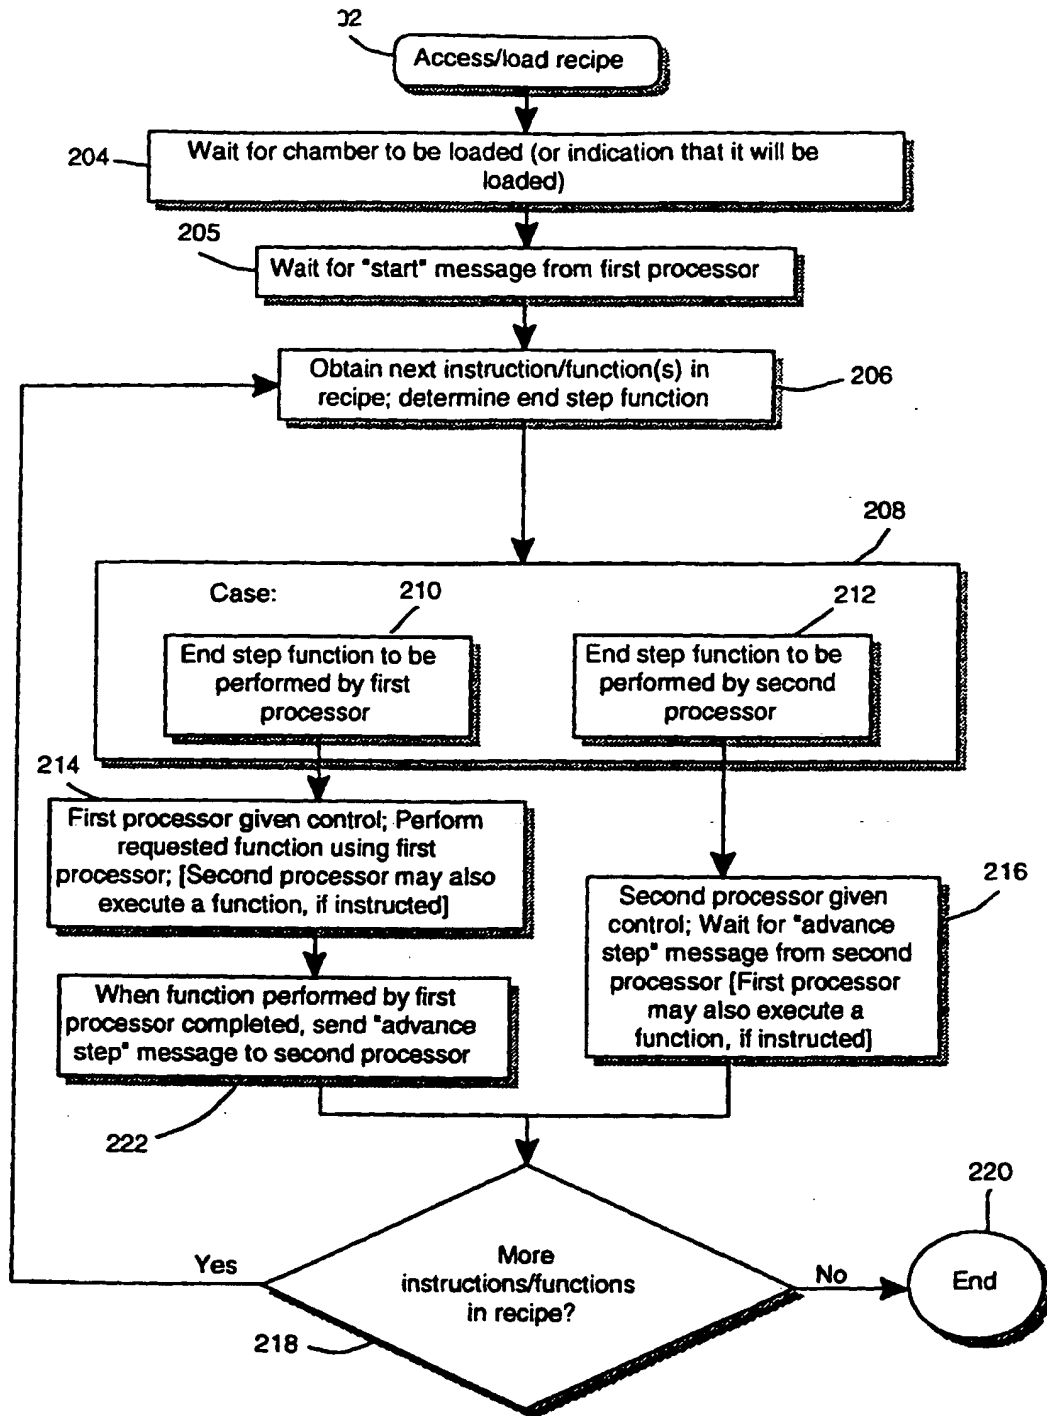 02
Access/load recipe
204
Wait for chamber to be loaded (or indication that it will be
loaded)
205
Wait for "start" message from first processor
Obtain next instruction/function(s) in
recipe; determine end step function
206
208
Case:
210
212
End step function to be
performed by first
processor
End step function to be
performed by second
processor
214
First processor given control; Perform
requested function using first
processor; [Second processor may also
execute a function, if instructed]
Second processor given
control; Wait for "advance
step" message from second
processor [First processor
may also execute a
function, if instructed]
216
When function performed by first
processor completed, send "advance
step" message to second processor
222
220
Yes
More
instructions/functions
in recipe?
No
End
218